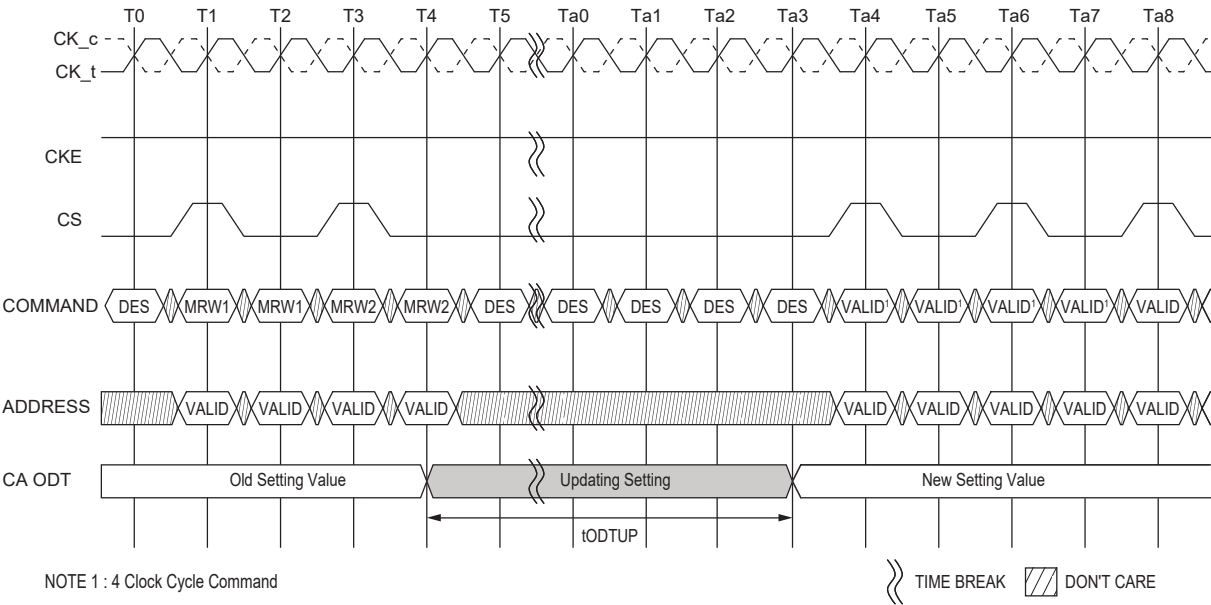 T0 T1 T2 T3 T4 T5 Ta0 Ta1 Ta2 Ta3 Ta4 Ta5 Ta6 Ta7 Ta8
CK_c
CK_t
CKE
CS
COMMAND DES MRW1 MRW1 MRW2 MRW2 DES DES DES DES DES VALID¹ VALID¹ VALID¹ VALID¹ VALID
ADDRESS VALID VALID VALID VALID VALID VALID VALID VALID VALID
CA ODT Old Setting Value Updating Setting New Setting Value
tODTUP
NOTE 1 : 4 Clock Cycle Command TIME BREAK DON'T CARE